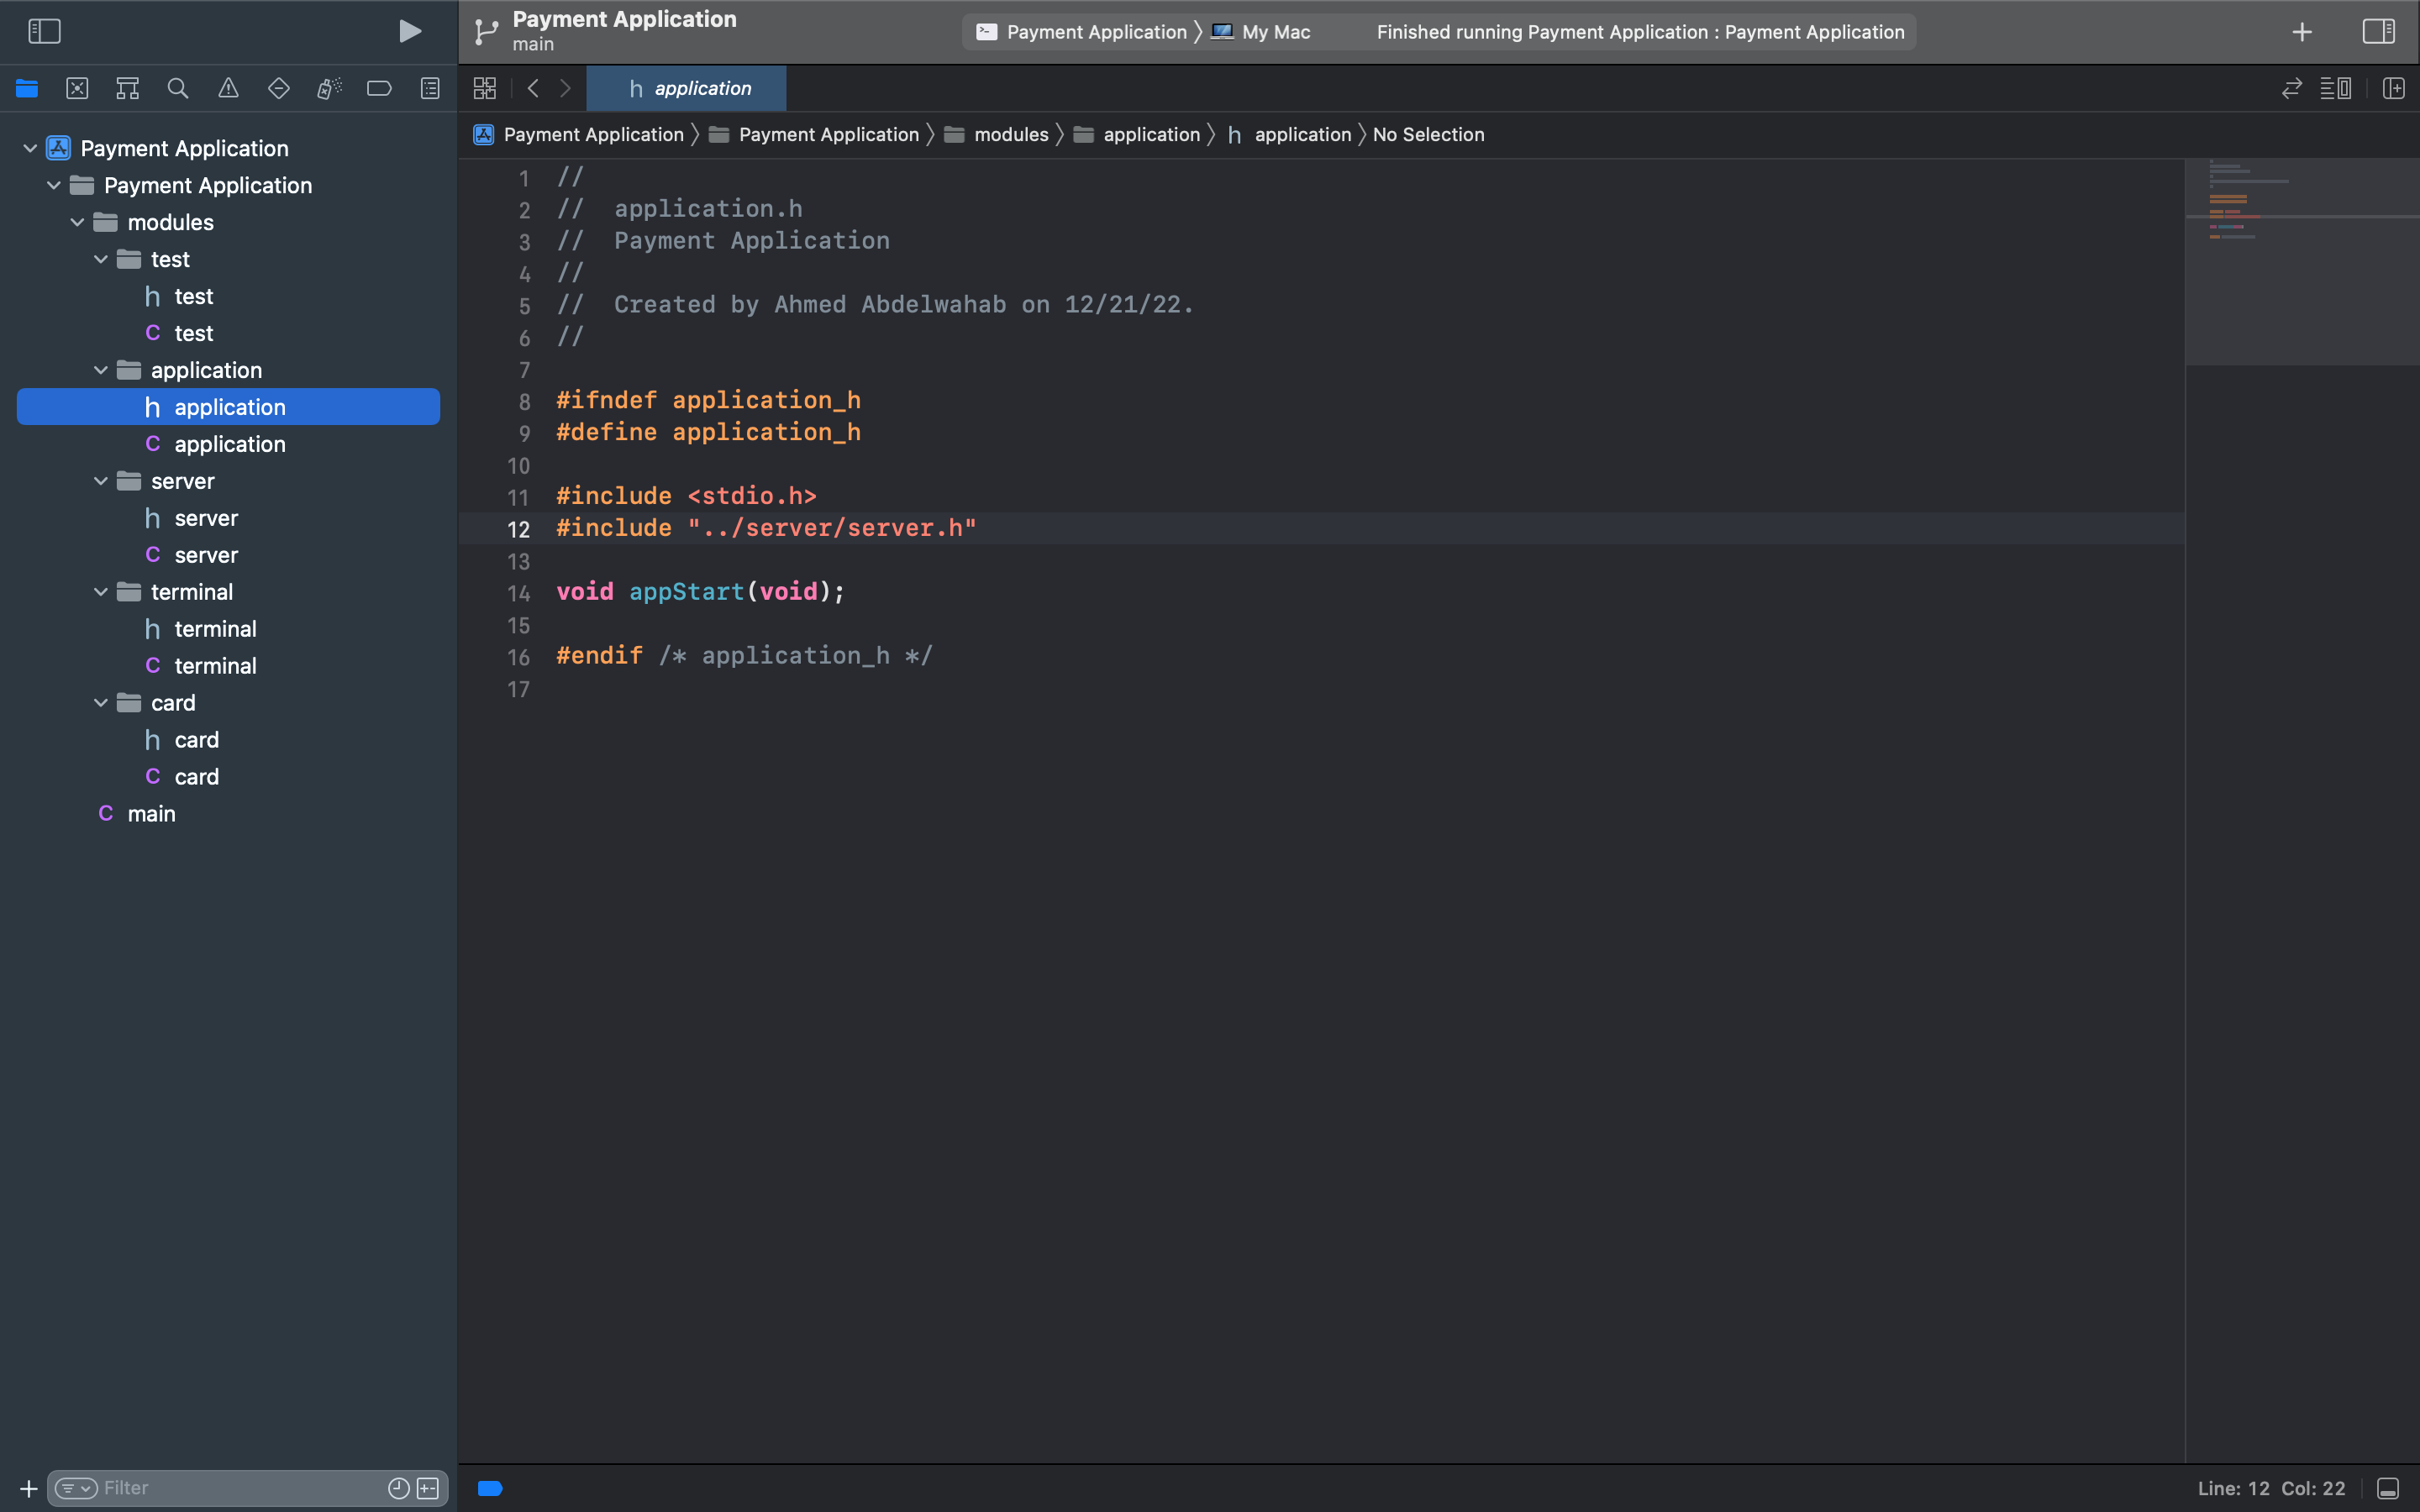 Payment Application
main
Payment Application 〉 My Mac
Finished running Payment Application : Payment Application
h application
Payment Application 〉 Payment Application 〉 modules 〉 application 〉 h application 〉 No Selection
Payment Application
Payment Application
modules
test
h test
C test
application
h application
C application
server
h server
C server
terminal
h terminal
C terminal
card
h card
C card
C main
Filter
1 //
2 //  application.h
3 //  Payment Application
4 //
5 //  Created by Ahmed Abdelwahab on 12/21/22.
6 //
7
8 #ifndef application_h
9 #define application_h
10
11 #include <stdio.h>
12 #include "../server/server.h"
13
14 void appStart(void);
15
16 #endif /* application_h */
17
Line: 12 Col: 22